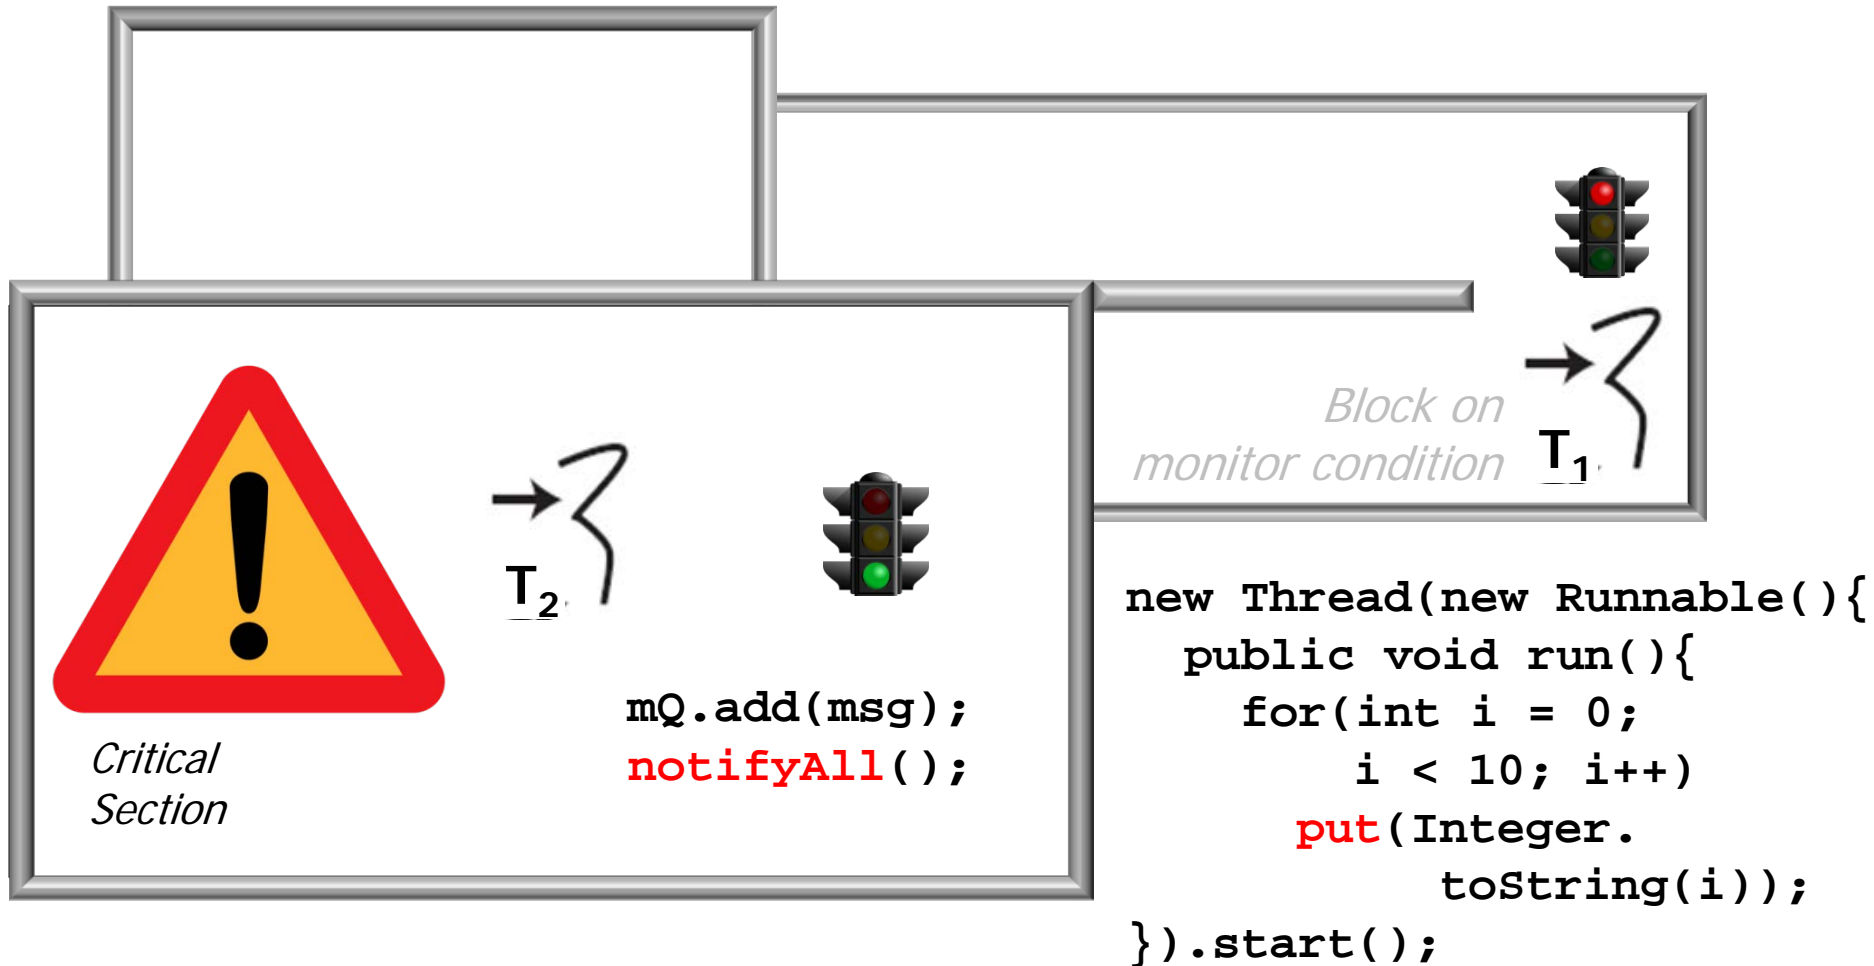 Block on
monitor condition
T1
T2
mQ.add(msg);
notifyAll();
Critical
Section
new Thread(new Runnable(){
public void run(){
for(int i = 0;
i < 10; i++)
put(Integer.
toString(i));
}).start();